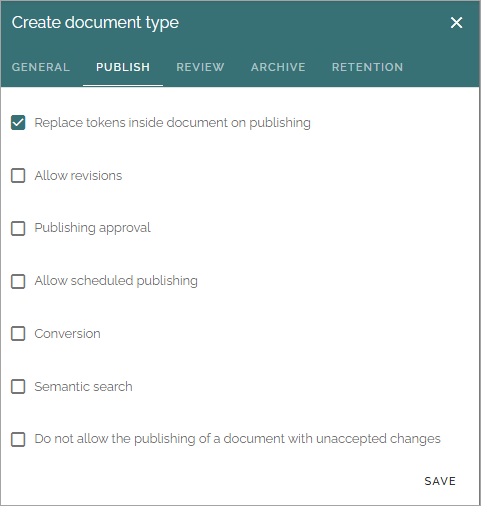 Create document type
GENERAL PUBLISH REVIEW ARCHIVE RETENTION
Replace tokens inside document on publishing
Allow revisions
Publishing approval
Allow scheduled publishing
Conversion
Semantic search
Do not allow the publishing of a document with unaccepted changes
SAVE